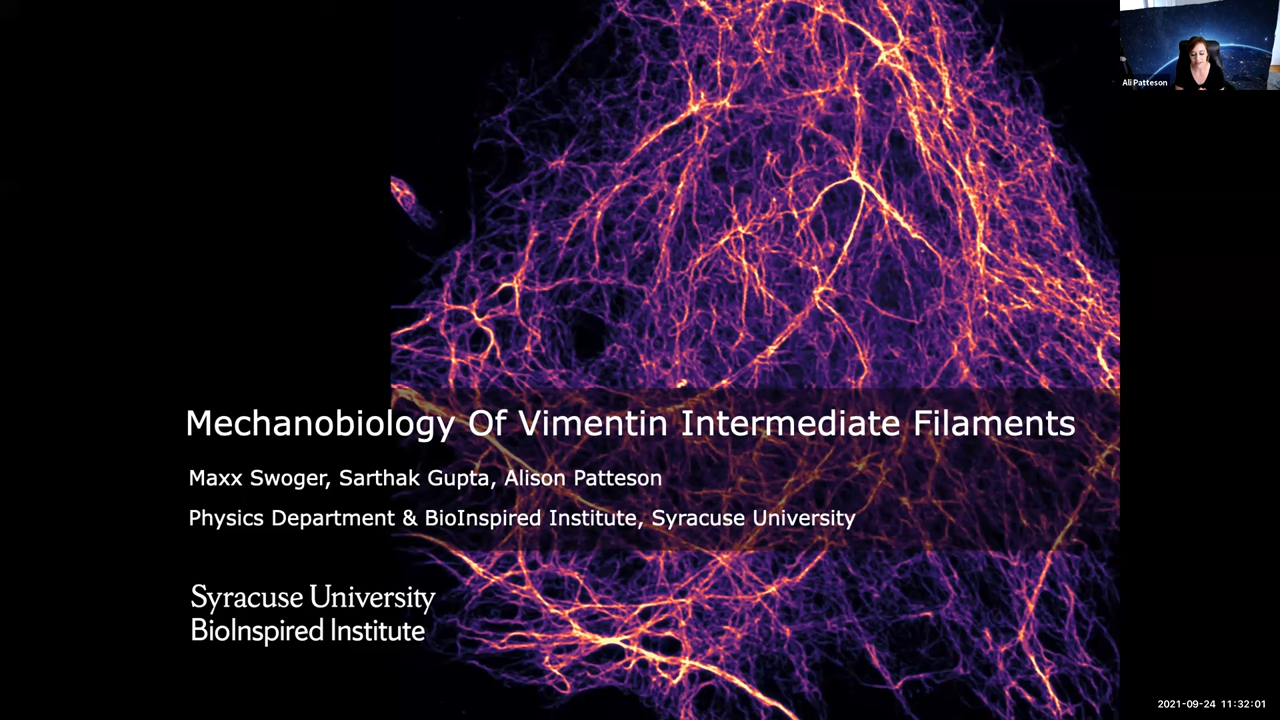 Ali Patteson
Mechanobiology Of Vimentin Intermediate Filaments
Maxx Swoger, Sarthak Gupta, Alison Patteson
Physics Department & BioInspired Institute, Syracuse University
Syracuse University
BioInspired Institute
2021-09-24 11:32:01